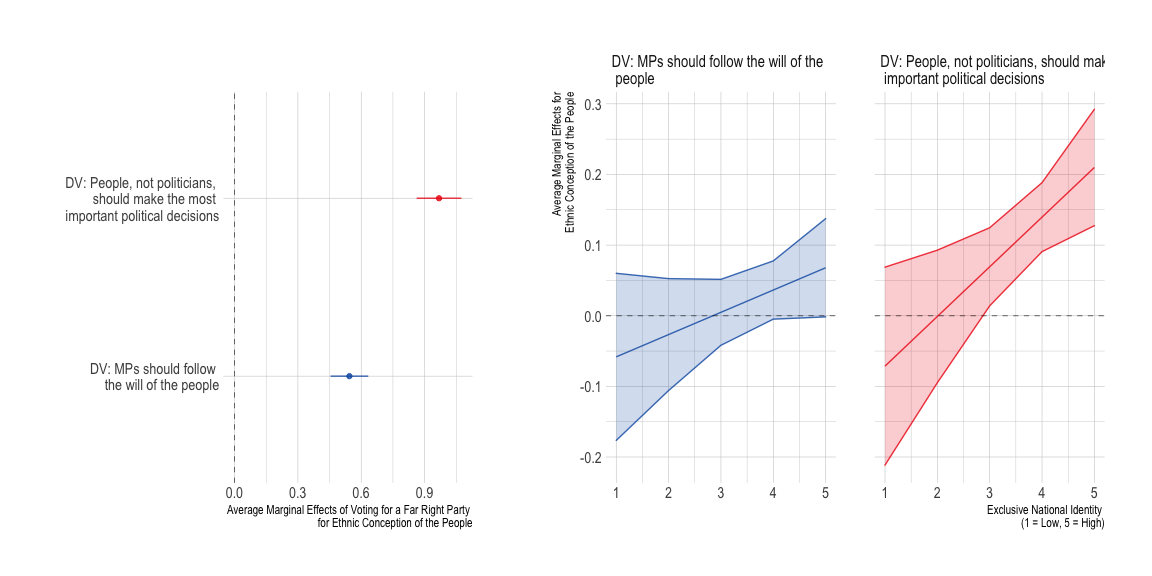 DV: People, not politicians,
should make the most
important political decisions
DV: MPs should follow
the will of the people
0.0 0.3 0.6 0.9
Average Marginal Effects of Voting for a Far Right Party
for Ethnic Conception of the People
DV: MPs should follow the will of the
people
Average Marginal Effects for
Ethnic Conception of the People
0.3
0.2
0.1
0.0
-0.1
-0.2
1 2 3 4 5
DV: People, not politicians, should mak
important political decisions
1 2 3 4 5
Exclusive National Identity
(1 = Low, 5 = High)